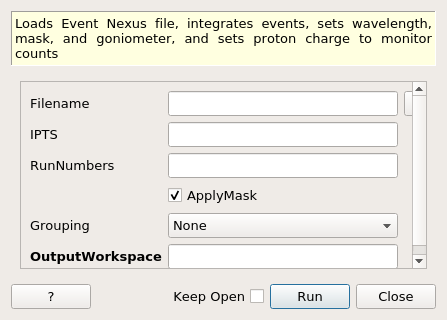 Loads Event Nexus file, integrates events, sets wavelength,
mask, and goniometer, and sets proton charge to monitor
counts
Filename
IPTS
RunNumbers
ApplyMask
Grouping None
OutputWorkspace
? Keep Open Run Close